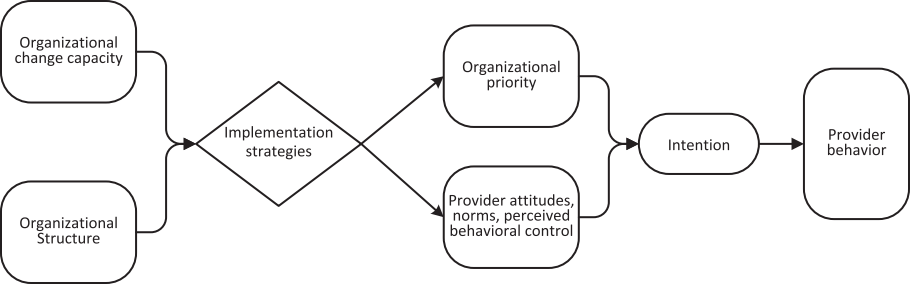 Organizational
change capacity
Organizational
Structure
Implementation
strategies
Organizational
priority
Provider attitudes,
norms, perceived
behavioral control
Intention
Provider
behavior